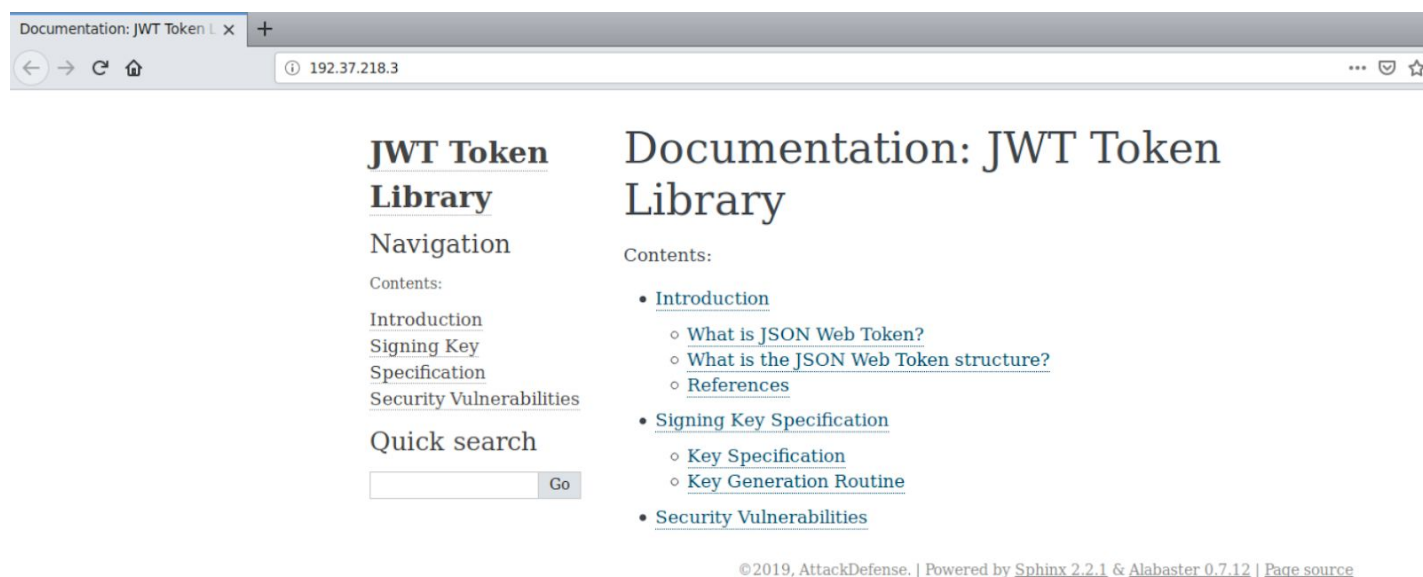 Documentation: JWT Token L
192.37.218.3
JWT Token
Library
Navigation
Contents:
Introduction
Signing Key
Specification
Security Vulnerabilities
Quick search
Go
Documentation: JWT Token
Library
Contents:
Introduction
What is JSON Web Token?
What is the JSON Web Token structure?
References
Signing Key Specification
Key Specification
Key Generation Routine
Security Vulnerabilities
©2019, AttackDefense. | Powered by Sphinx 2.2.1 & Alabaster 0.7.12 | Page source